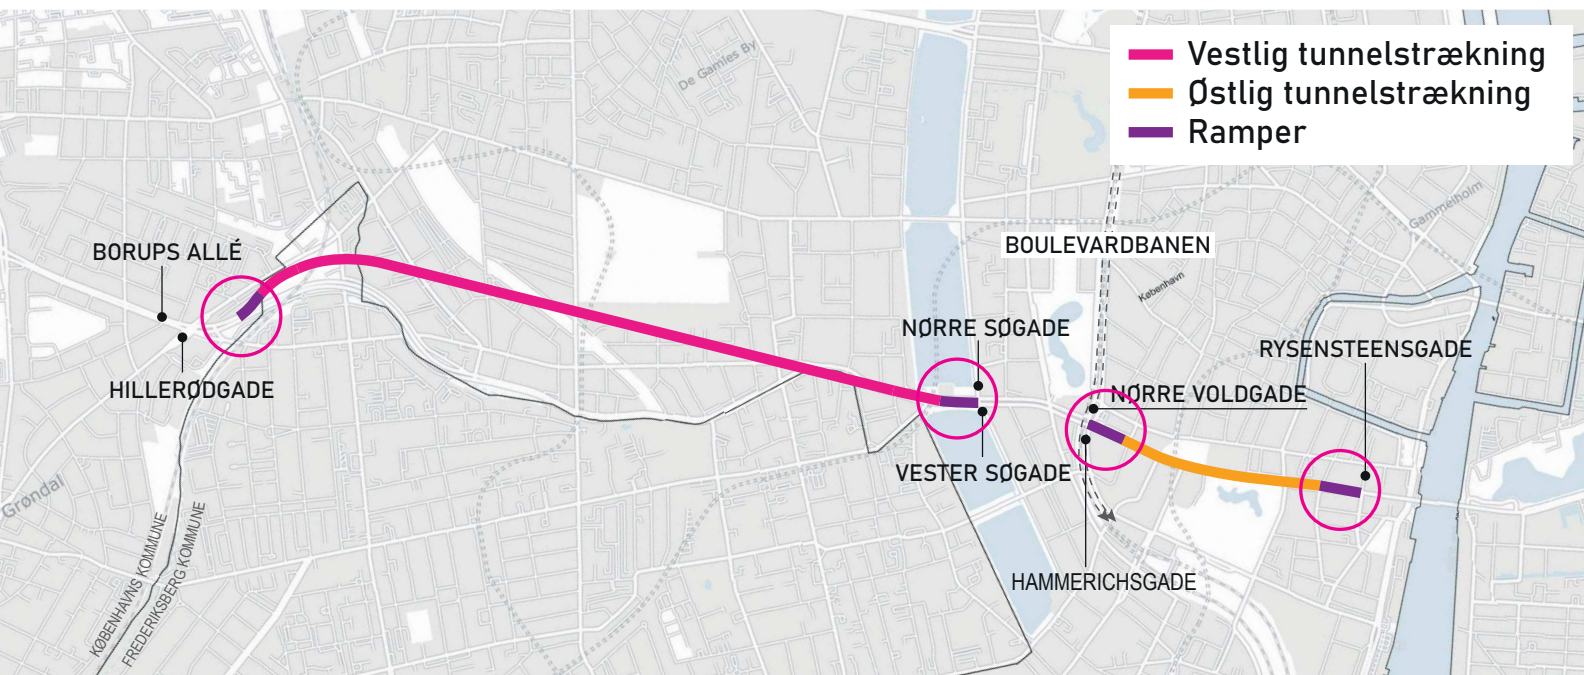 Vestlig tunnelstrækning
Østlig tunnelstrækning
Ramper
De Gamles By
Gammelholm
BORUPS ALLÉ
BOULEVARDBANEN
København
NØRRE SØGADE
RYSENSTEENSGADE
HILLERØDGADE
NØRRE VOLDGADE
VESTER SØGADE
Grøndal
HAMMERICHSGADE
KØBENHAVNS KOMMUNE
FREDERIKSBERG KOMMUNE